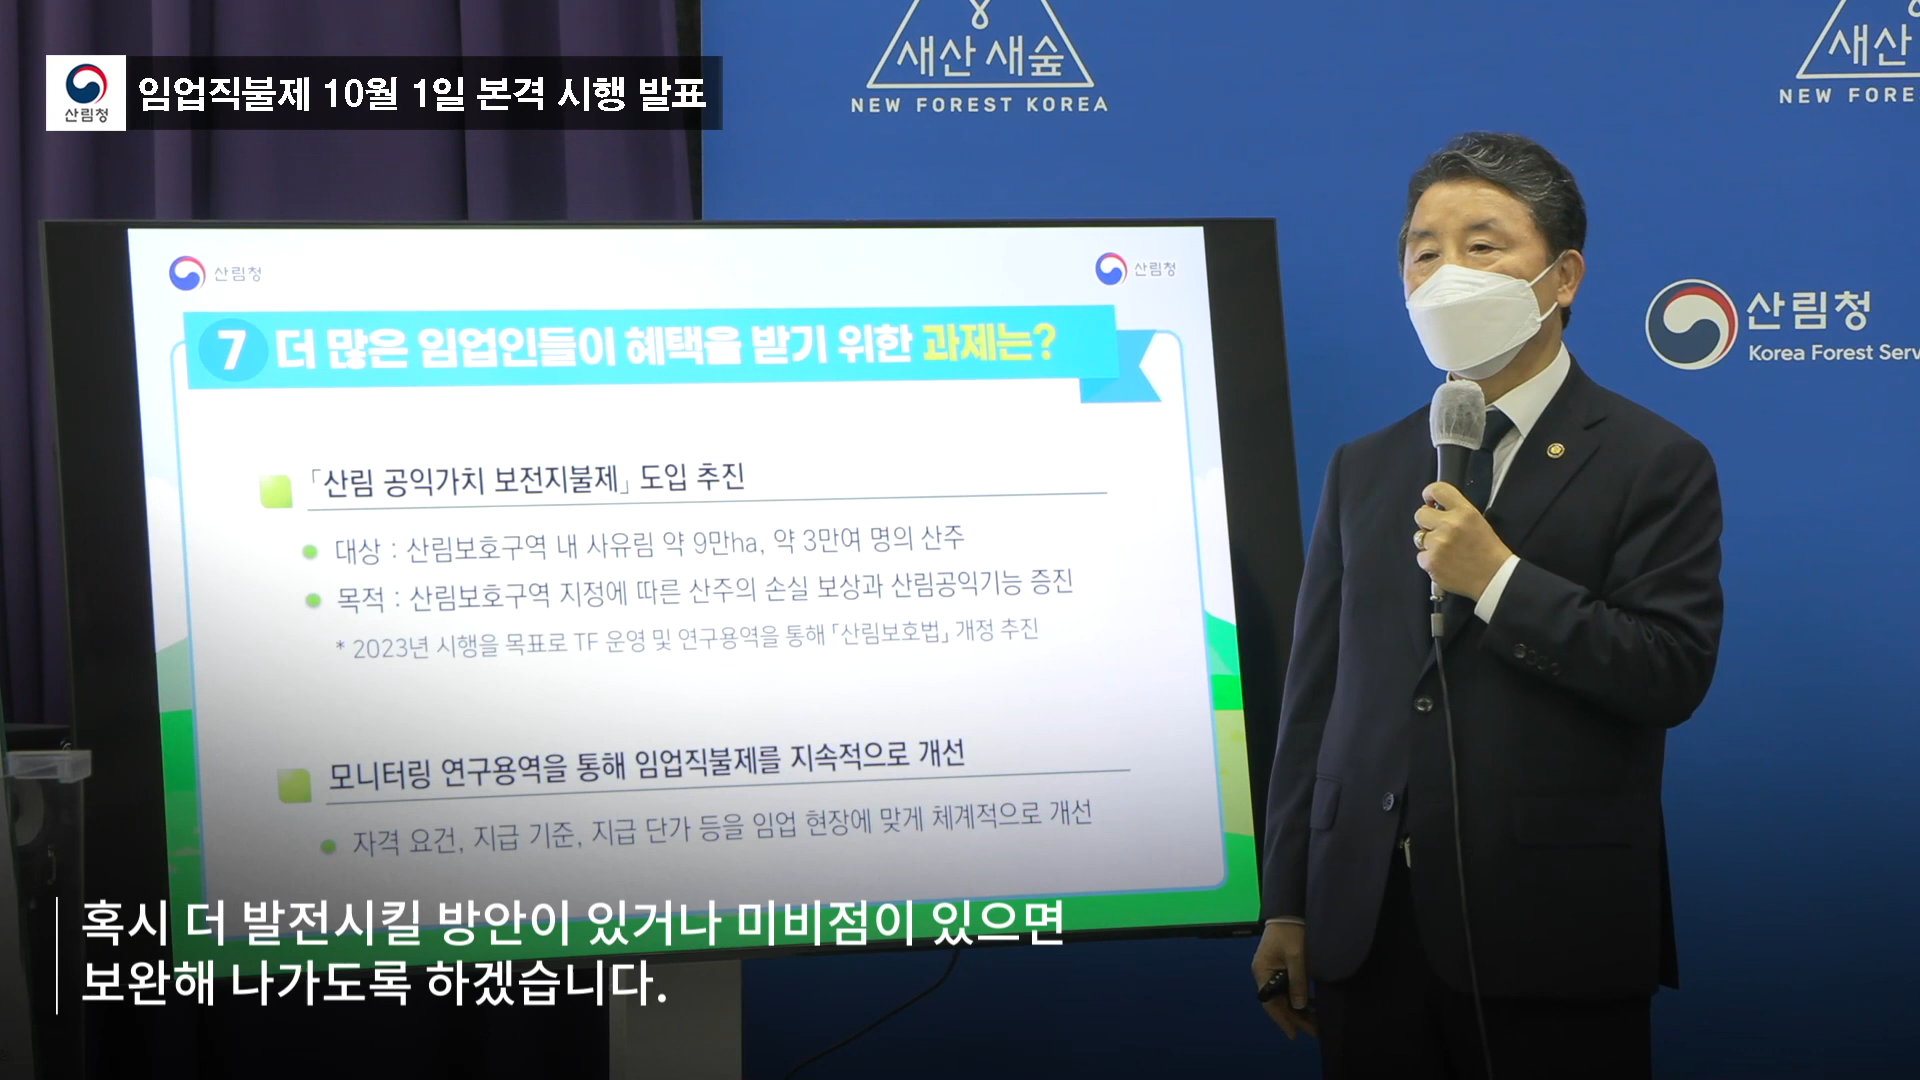 새산 새숲
NEW FOREST KOREA
새산
NEW FORE
산림청
임업직불제 10월 1일 본격 시행 발표
산림청
산림청
7 더 많은 임업인들이 혜택을 받기 위한 과제는?
「산림 공익가치 보전지불제」 도입 추진
대상 : 산림보호구역 내 사유림 약 9만ha, 약 3만여 명의 산주
목적 : 산림보호구역 지정에 따른 산주의 손실 보상과 산림공익기능 증진
* 2023년 시행을 목표로 TF 운영 및 연구용역을 통해 「산림보호법」 개정 추진
모니터링 연구용역을 통해 임업직불제를 지속적으로 개선
자격 요건, 지급 기준, 지급 단가 등을 임업 현장에 맞게 체계적으로 개선
산림청
Korea Forest Serv
혹시 더 발전시킬 방안이 있거나 미비점이 있으면
보완해 나가도록 하겠습니다.